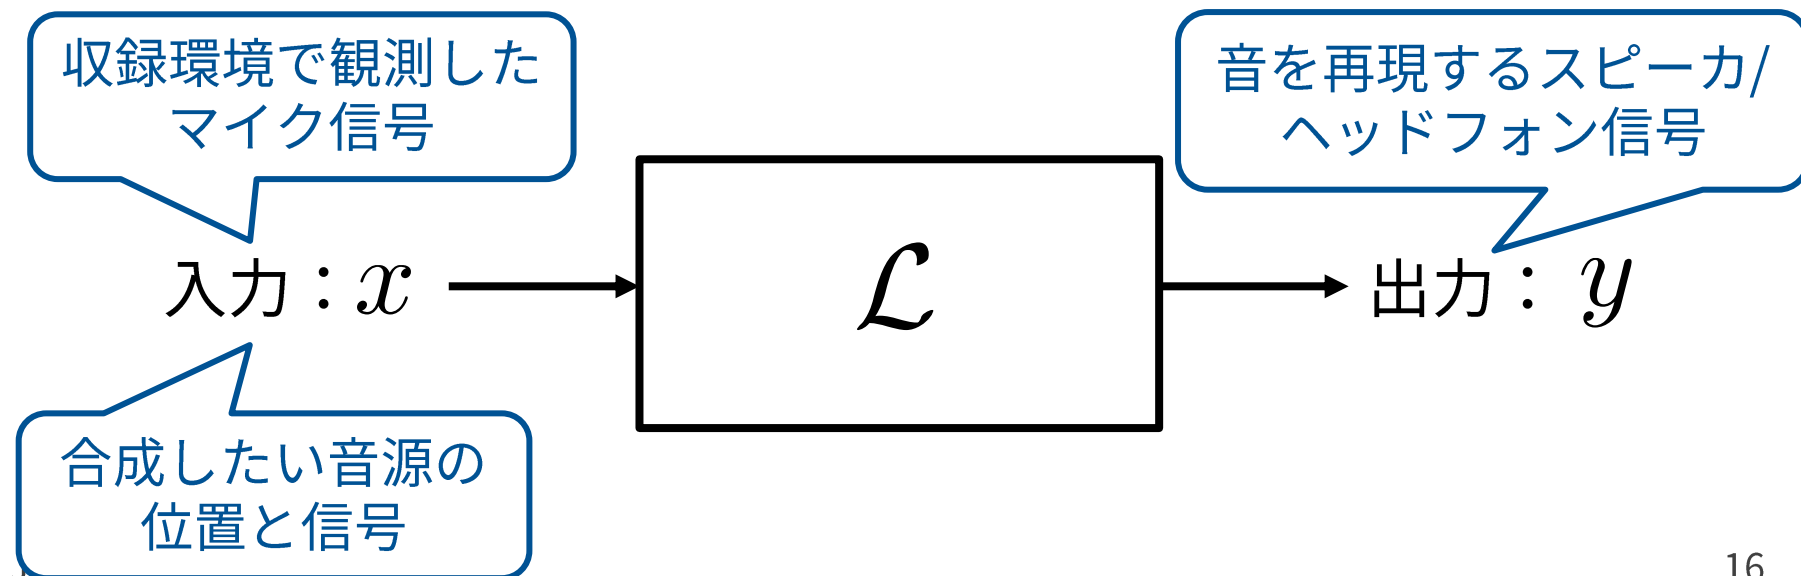 収録環境で観測した
マイク信号
音を再現するスピーカ/
ヘッドフォン信号
入力：x
ℒ
出力： y
合成したい音源の
位置と信号
16